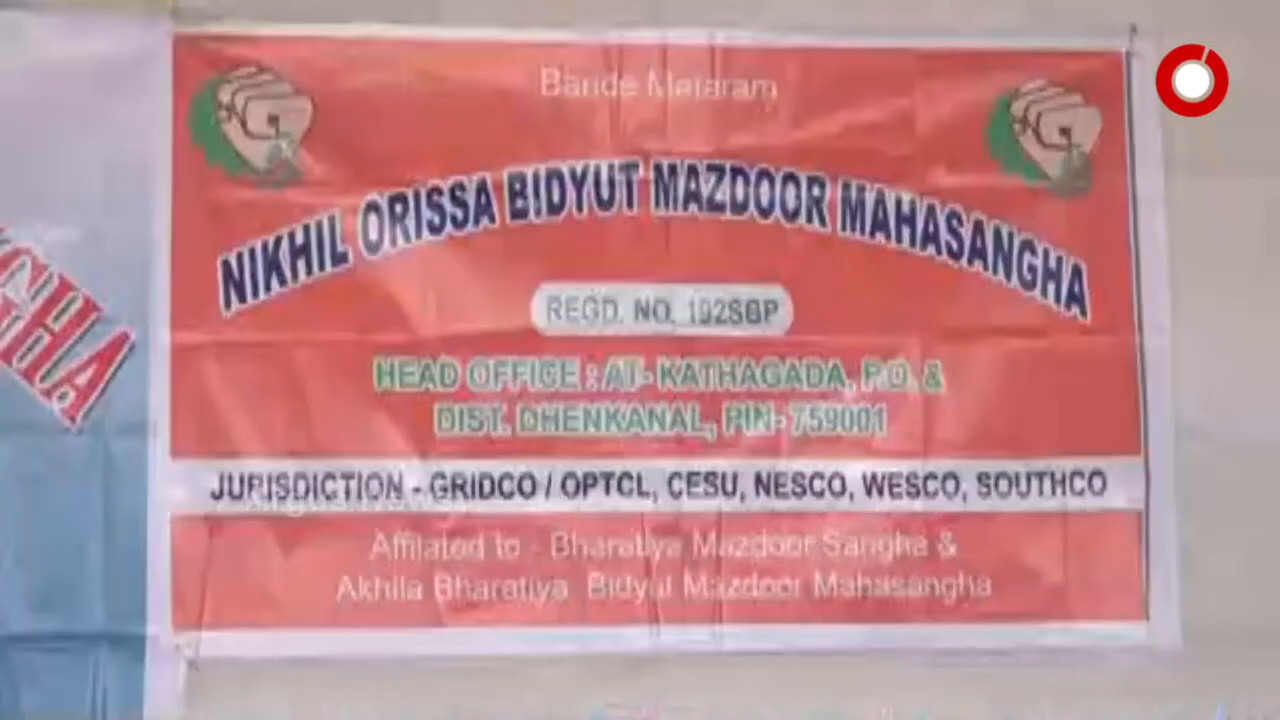 Bande Mataram
NIKHIL ORISSA BIDYUT MAZDOOR MAHASANGHA
REGD. NO. 192SBP
HEAD OFFICE : AT- KATHAGADA, P.O. &
DIST. DHENKANAL, PIN- 759001
JURISDICTION - GRIDCO / OPTCL, CESU, NESCO, WESCO, SOUTHCO
Affilated to - Bharatiya Mazdoor Sangha &
Akhila Bharatiya Bidyut Mazdoor Mahasangha
GHA